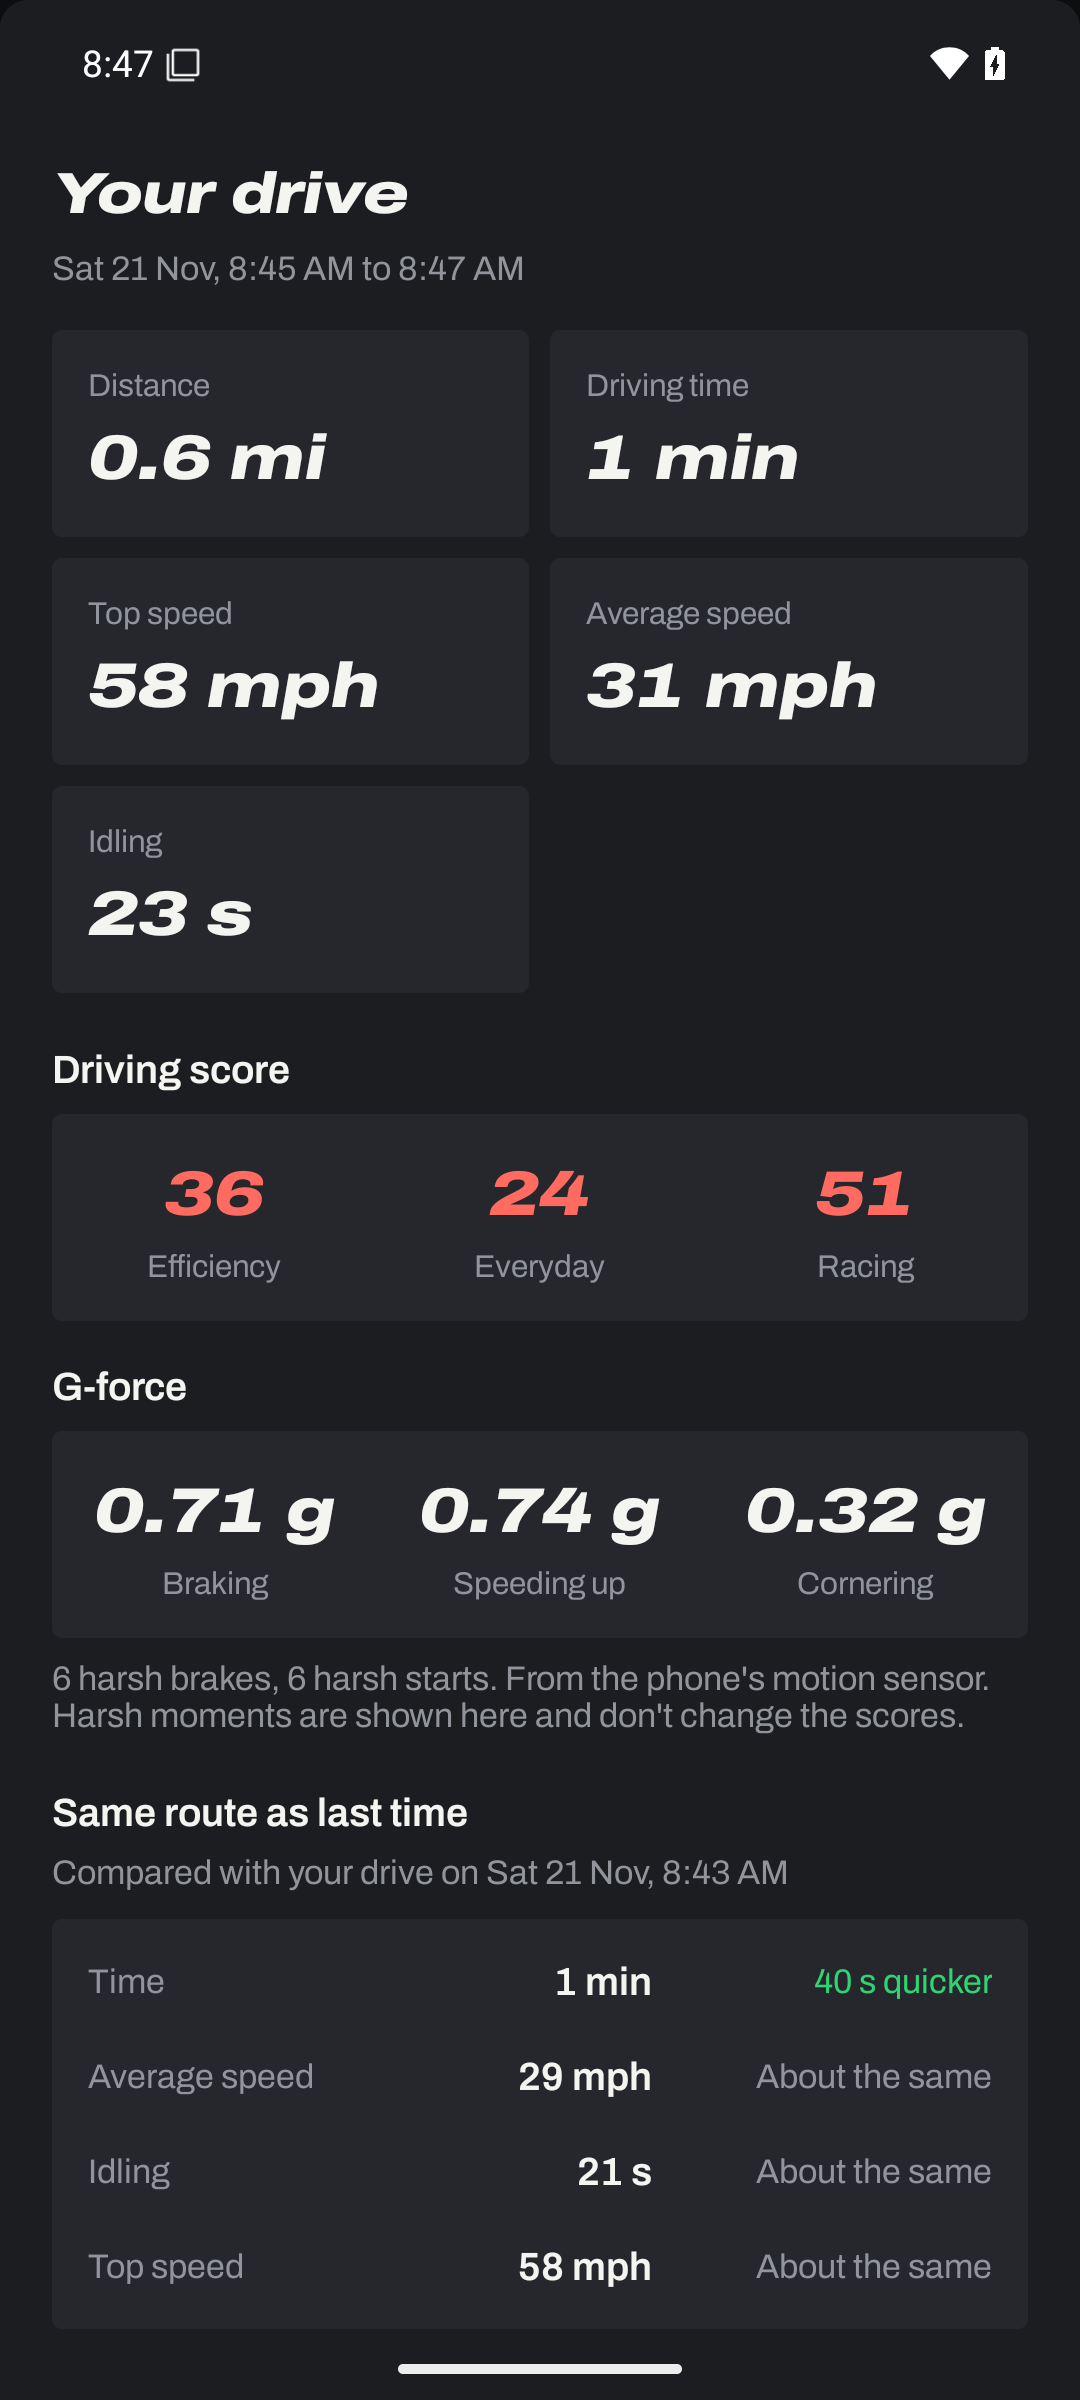 8:47
Your drive
Sat 21 Nov, 8:45 AM to 8:47 AM
Distance
0.6 mi
Driving time
1 min
Top speed
58 mph
Average speed
31 mph
Idling
23 s
Driving score
36
Efficiency
24
Everyday
51
Racing
G-force
0.71 g
Braking
0.74 g
Speeding up
0.32 g
Cornering
6 harsh brakes, 6 harsh starts. From the phone's motion sensor.
Harsh moments are shown here and don't change the scores.
Same route as last time
Compared with your drive on Sat 21 Nov, 8:43 AM
Time 1 min 40 s quicker
Average speed 29 mph About the same
Idling 21 s About the same
Top speed 58 mph About the same